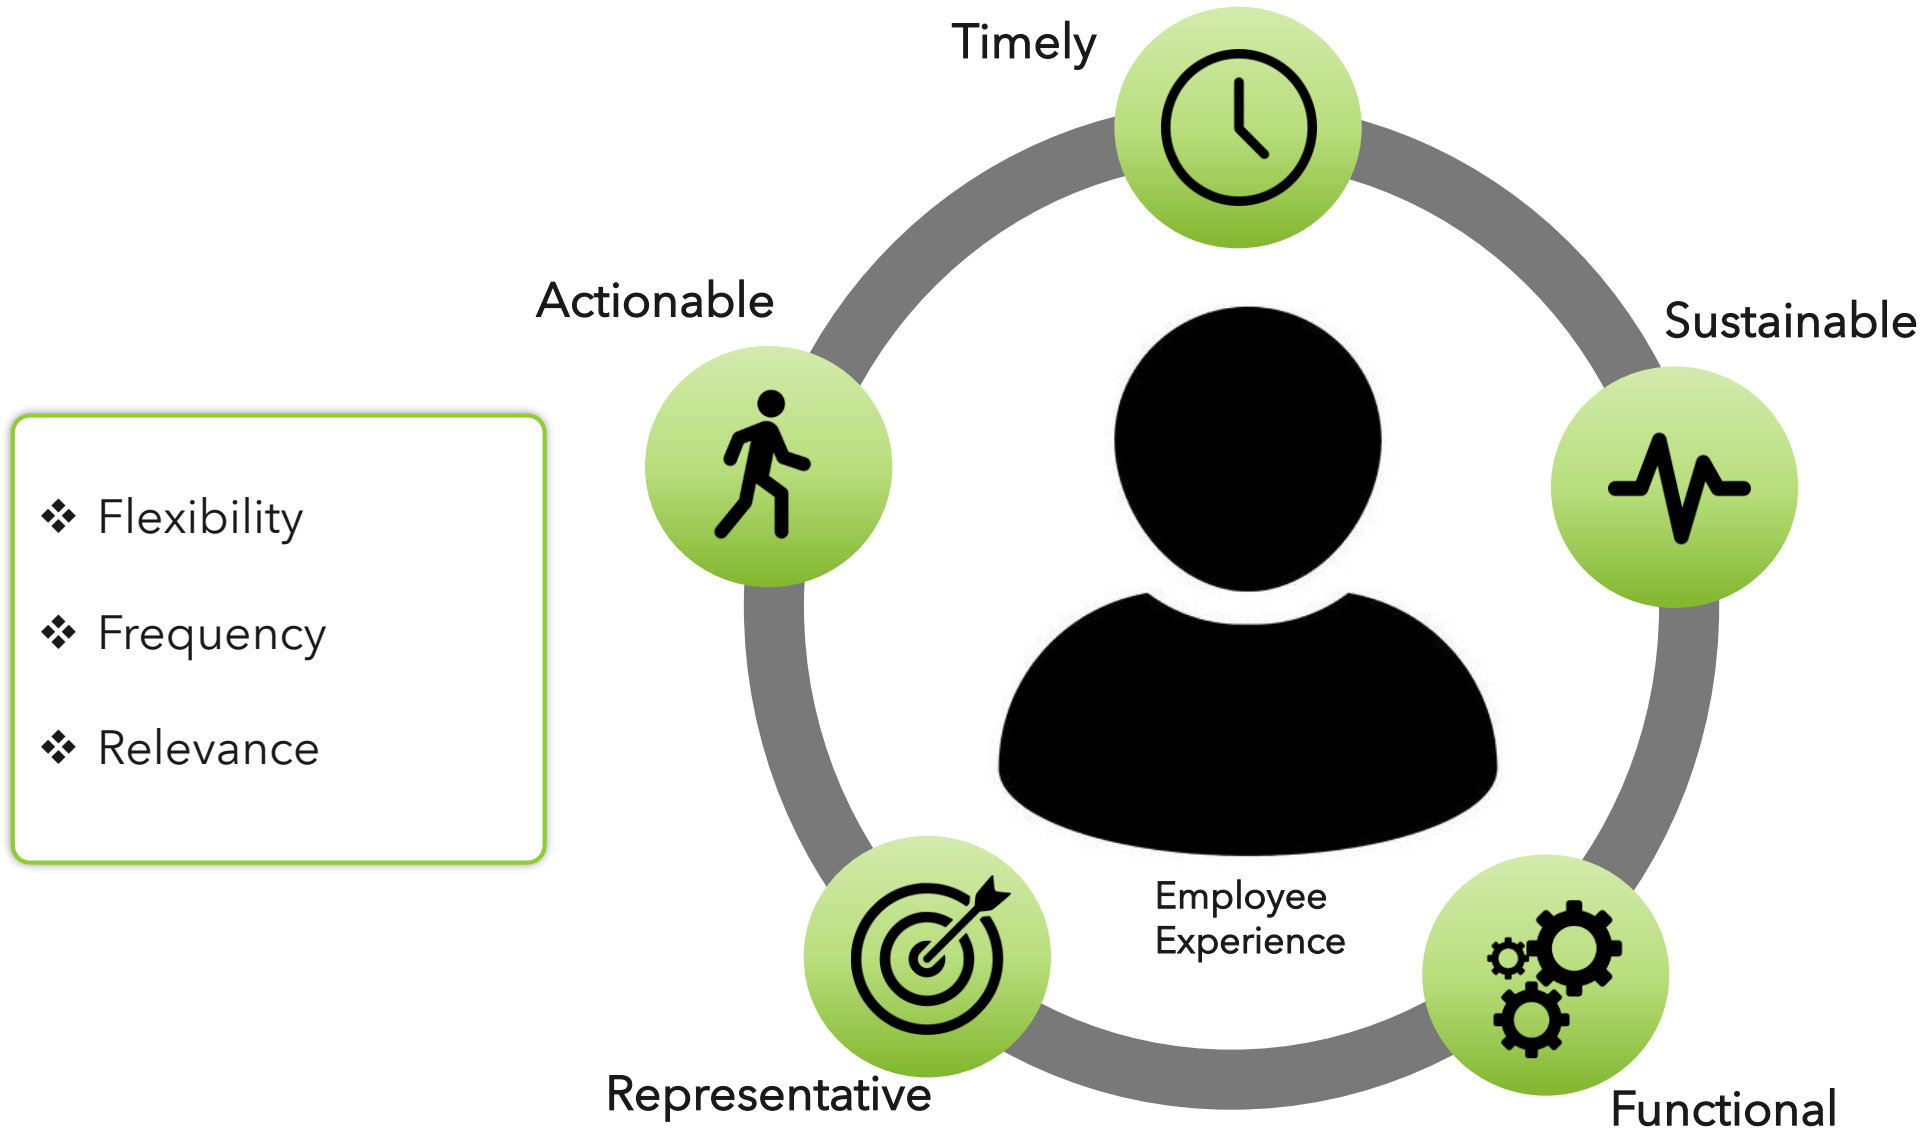 Timely
Actionable
Sustainable
❖ Flexibility
❖ Frequency
❖ Relevance
Employee
Experience
Representative
Functional